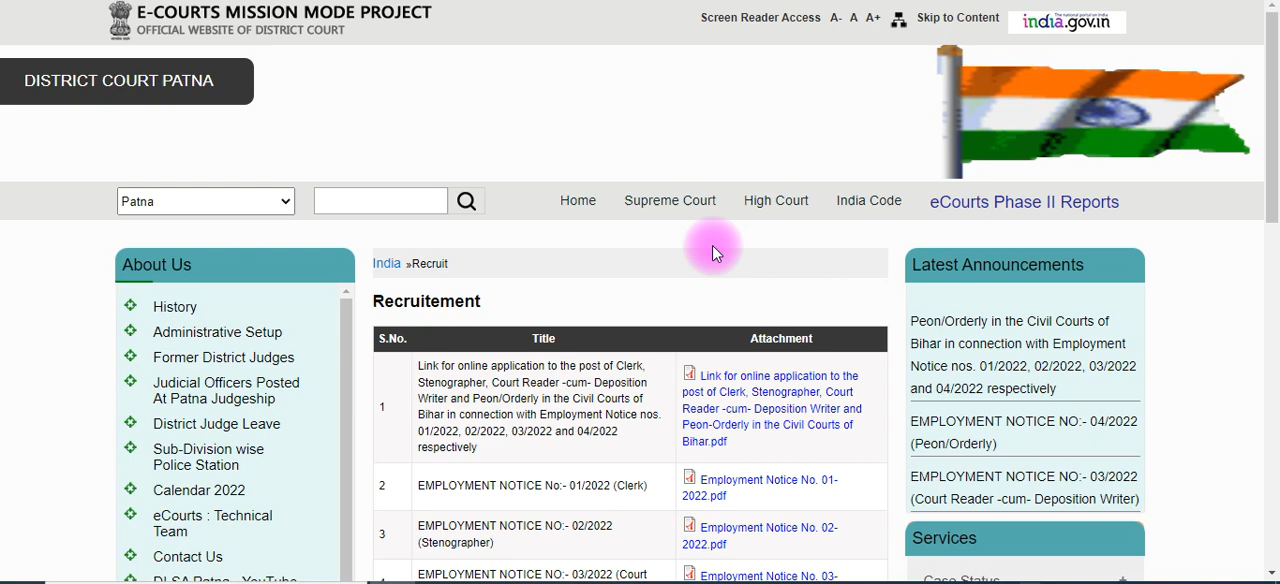 E-COURTS MISSION MODE PROJECT
OFFICIAL WEBSITE OF DISTRICT COURT
Screen Reader Access A- A A+ Skip to Content
india.gov.in
DISTRICT COURT PATNA
Patna
Home Supreme Court High Court India Code eCourts Phase II Reports
About Us
History
Administrative Setup
Former District Judges
Judicial Officers Posted
At Patna Judgeship
District Judge Leave
Sub-Division wise
Police Station
Calendar 2022
eCourts : Technical
Team
Contact Us
DLSA Patna - YouTube
India »Recruit
Recruitement
S.No. Title Attachment
1
Link for online application to the post of Clerk,
Stenographer, Court Reader -cum- Deposition
Writer and Peon/Orderly in the Civil Courts of
Bihar in connection with Employment Notice nos.
01/2022, 02/2022, 03/2022 and 04/2022
respectively
Link for online application to the
post of Clerk, Stenographer, Court
Reader -cum- Deposition Writer and
Peon-Orderly in the Civil Courts of
Bihar.pdf
2
EMPLOYMENT NOTICE No:- 01/2022 (Clerk)
Employment Notice No. 01-
2022.pdf
3
EMPLOYMENT NOTICE NO:- 02/2022
(Stenographer)
Employment Notice No. 02-
2022.pdf
EMPLOYMENT NOTICE NO:- 03/2022 (Court
Employment Notice No. 03-
Latest Announcements
Peon/Orderly in the Civil Courts of
Bihar in connection with Employment
Notice nos. 01/2022, 02/2022, 03/2022
and 04/2022 respectively
EMPLOYMENT NOTICE NO:- 04/2022
(Peon/Orderly)
EMPLOYMENT NOTICE NO:- 03/2022
(Court Reader -cum- Deposition Writer)
Services
Case Status